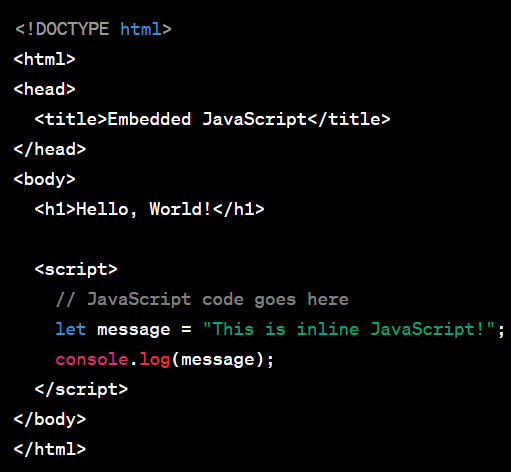 <!DOCTYPE html>
<html>
<head>
  <title>Embedded JavaScript</title>
</head>
<body>
  <h1>Hello, World!</h1>

  <script>
    // JavaScript code goes here
    let message = "This is inline JavaScript!";
    console.log(message);
  </script>
</body>
</html>